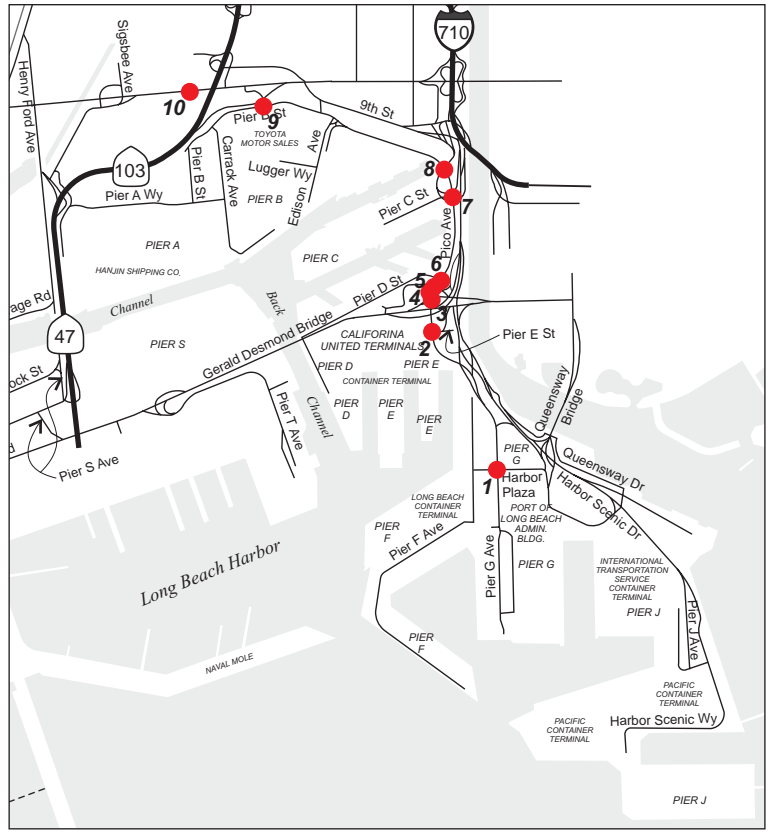 Sigsbee Ave
710
Henry Ford Ave
10
9th St
Pier B St
9
TOYOTA
MOTOR SALES
Ave
Edison
8
103
Pier B St
Carrack Ave
Lugger Wy
Pier A Wy
PIER B
Pier C St
7
Pico Ave
PIER A
PIER C
HANJIN SHIPPING CO.
6
Pier D St
5
4
3
age Rd
Channel
Back
Channel
47
PIER S
Gerald Desmond Bridge
CALIFORINA
UNITED TERMINALS
2
Pier E St
PIER D
PIER E
CONTAINER TERMINAL
ock St
Pier T Ave
PIER
D
PIER
E
PIER
E
Queensway
Bridge
d
Pier S Ave
PIER
G
Queensway Dr
1
Harbor
Plaza
Harbor Scenic Dr
LONG BEACH
CONTAINER
TERMINAL
PORT OF
LONG BEACH
ADMIN.
BLDG.
PIER
F
Pier F Ave
Pier G Ave
PIER G
Long Beach Harbor
INTERNATIONAL
TRANSPORTATION
SERVICE
CONTAINER
TERMINAL
PIER J
Pier J Ave
PIER
F
NAVAL MOLE
PACIFIC
CONTAINER
TERMINAL
PACIFIC
CONTAINER
TERMINAL
Harbor Scenic Wy
PIER J